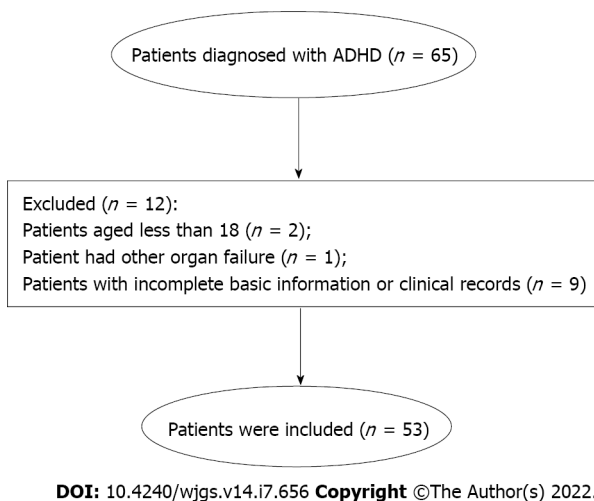 Patients diagnosed with ADHD (n = 65)
Excluded (n = 12):
Patients aged less than 18 (n = 2);
Patient had other organ failure (n = 1);
Patients with incomplete basic information or clinical records (n = 9)
Patients were included (n = 53)
DOI: 10.4240/wjgs.v14.i7.656 Copyright ©The Author(s) 2022.